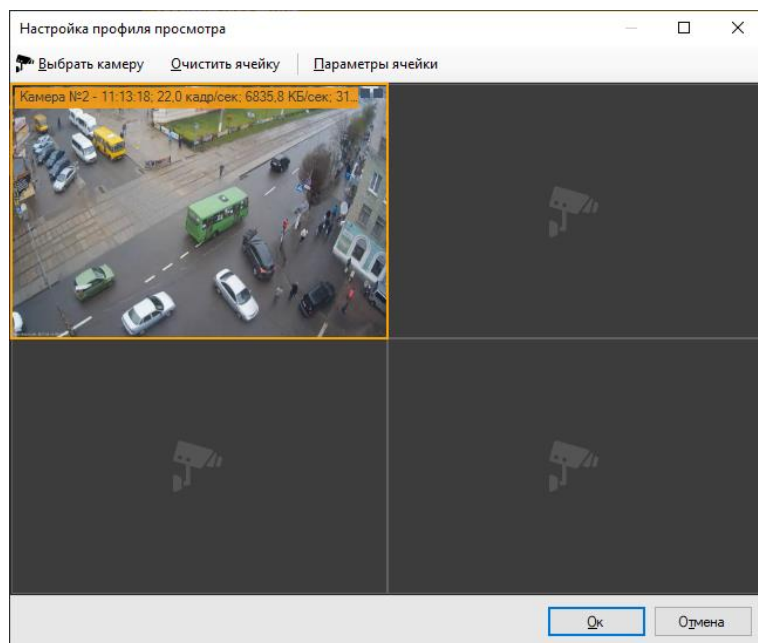 Настройка профиля просмотра
Выбрать камеру Очистить ячейку Параметры ячейки
Камера №2 - 11:13:18; 22,0 кадр/сек; 6835,8 КБ/сек; 31...
Ок Отмена